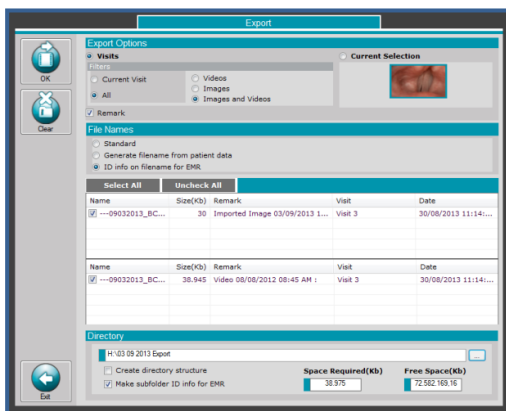 Export
OK
Clear
Exit
Export Options
Visits
Filters
Current Visit
All
Videos
Images
Images and Videos
Current Selection
Remark
File Names
Standard
Generate filename from patient data
ID info on filename for EMR
Select All Uncheck All
Name Size(Kb) Remark Visit Date
---09032013_BC... 30 Imported Image 03/09/2013 1... Visit 3 30/08/2013 11:14:...
Name Size(Kb) Remark Visit Date
---09032013_BC... 38.945 Video 08/08/2012 08:45 AM : Visit 3 30/08/2013 11:14:...
Directory
H:\03 09 2013 Export ...
Create directory structure
Make subfolder ID info for EMR
Space Required(Kb) Free Space(Kb)
38.975 72.582.169,16